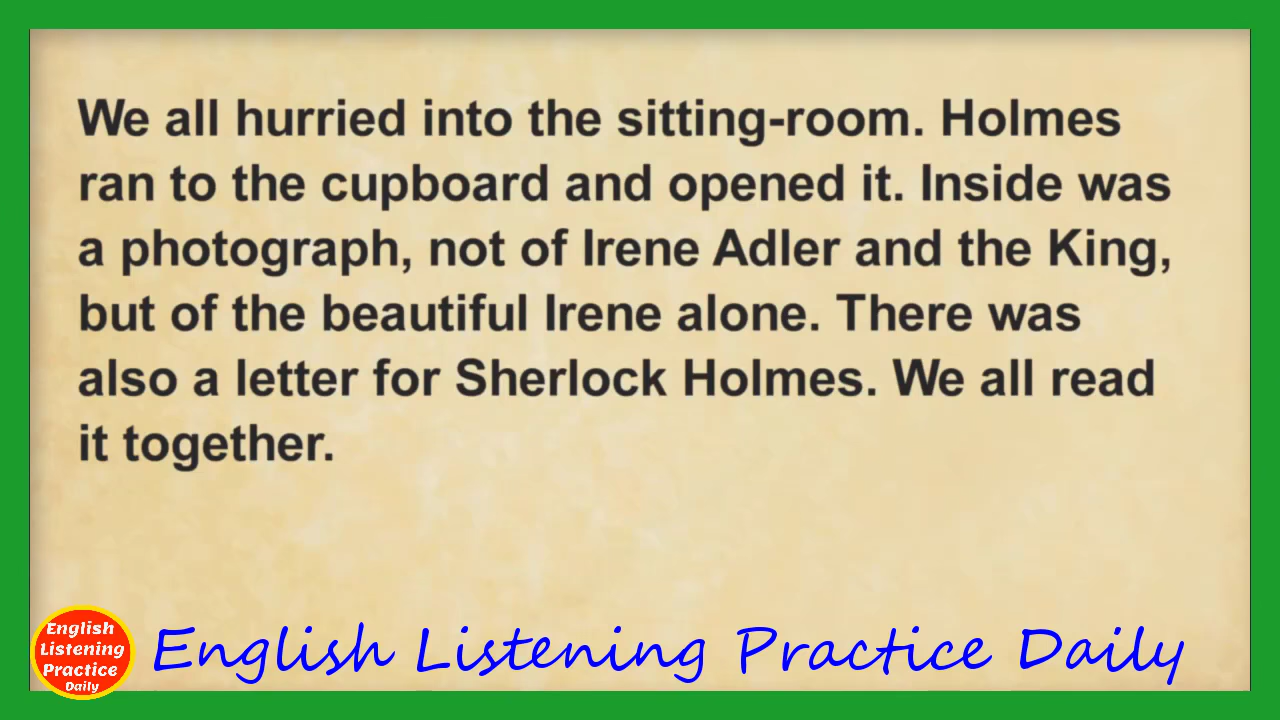 We all hurried into the sitting-room. Holmes
ran to the cupboard and opened it. Inside was
a photograph, not of Irene Adler and the King,
but of the beautiful Irene alone. There was
also a letter for Sherlock Holmes. We all read
it together.
English
Listening
Practice
Daily
English Listening Practice Daily